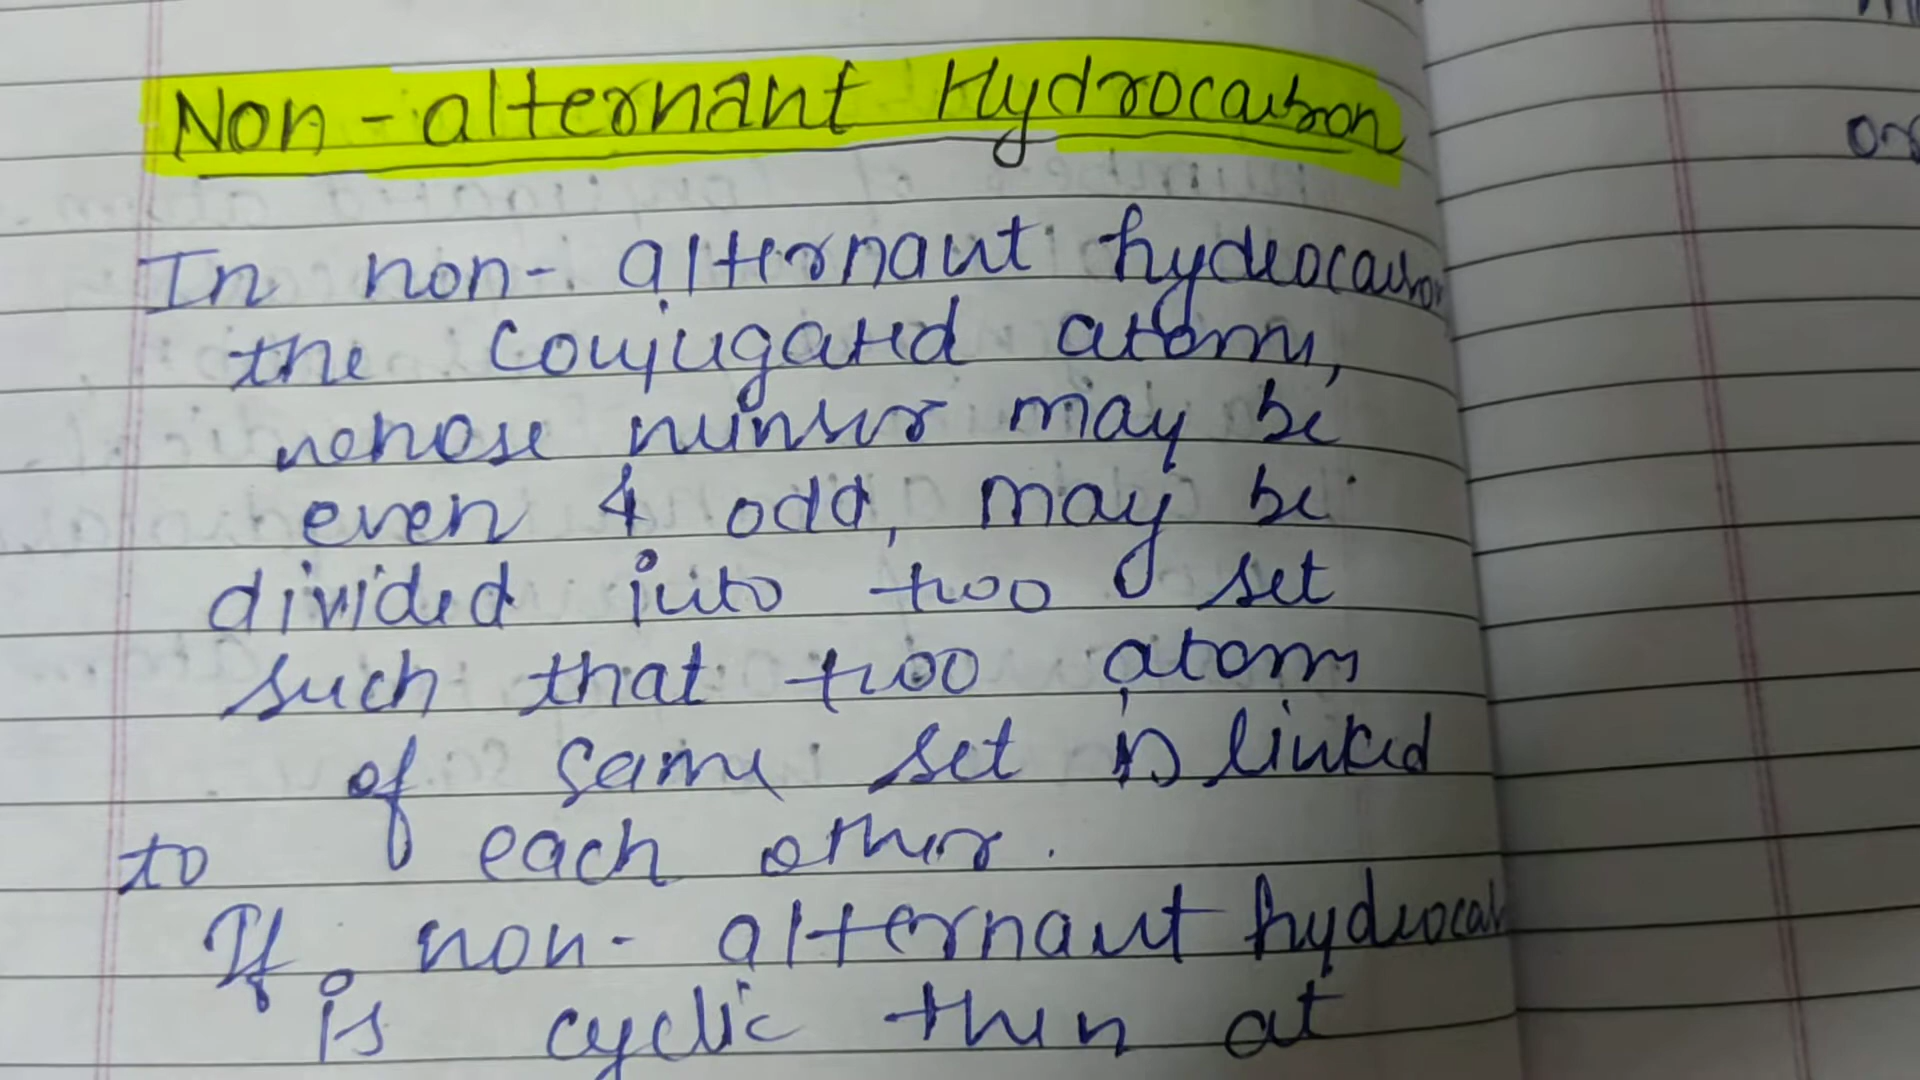 Non-alternant Hydrocarbon
In non- alternant hydrocarbon
the conjugated atoms,
whose number may be
even & odd, may be
divided into two set
such that two atoms
of same set is linked
to each other.
If non- alternant hydrocar
is cyclic then at